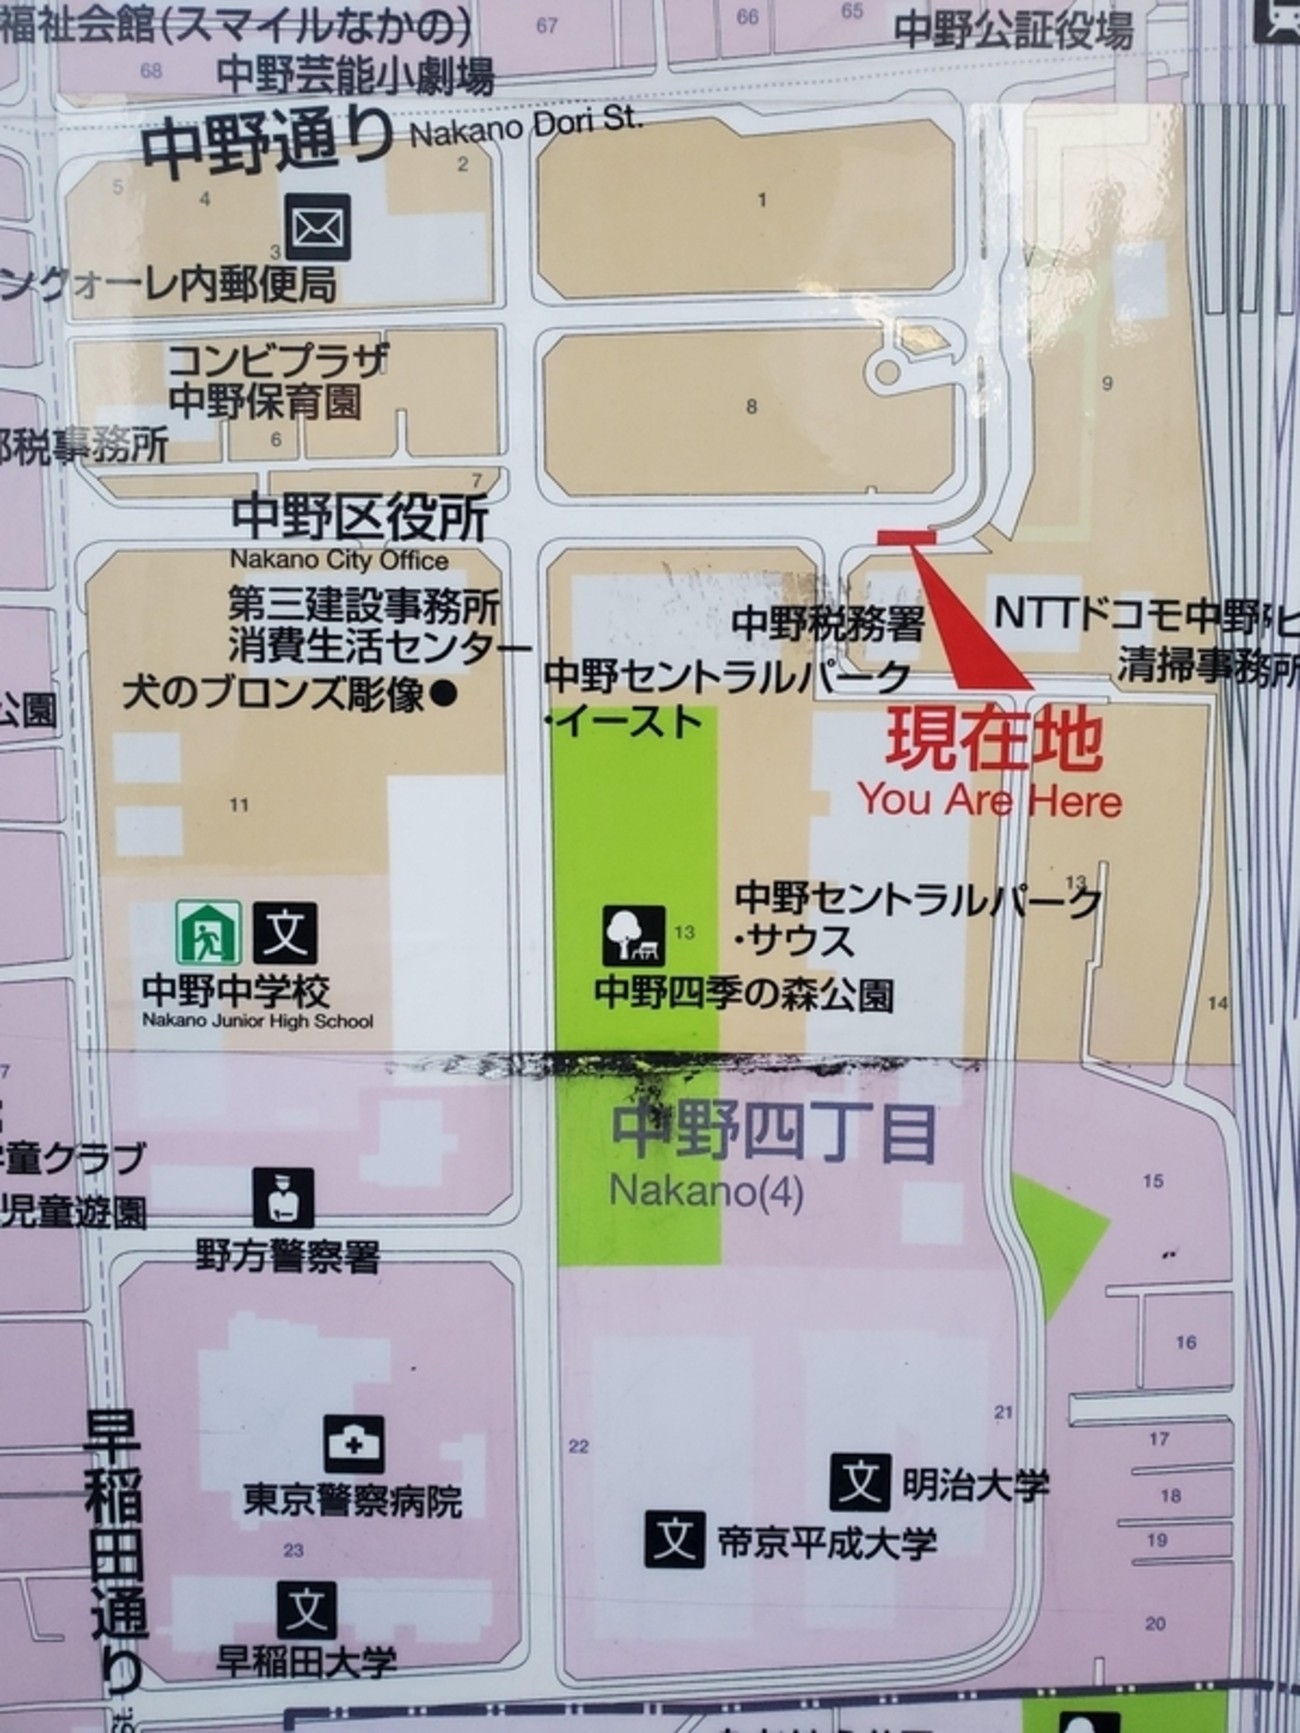 福祉会館(スマイルなかの)
67
66
65
中野公証役場
68
中野芸能小劇場
中野通り Nakano Dori St.
5
4
2
1
3
ングォーレ内郵便局
コンビプラザ
中野保育園
9
8
税事務所
6
7
中野区役所
Nakano City Office
第三建設事務所
消費生活センター
犬のブロンズ彫像●
中野税務署
NTTドコモ中野
清掃事務所
中野セントラルパーク
・イースト
公園
現在地
You Are Here
11
13
中野セントラルパーク
・サウス
13
中野四季の森公園
中野中学校
Nakano Junior High School
14
7
中野四丁目
Nakano(4)
童クラブ
児童遊園
15
野方警察署
16
早稲田通り
St.
21
22
17
18
19
20
文
明治大学
文
帝京平成大学
東京警察病院
23
文
早稲田大学
文